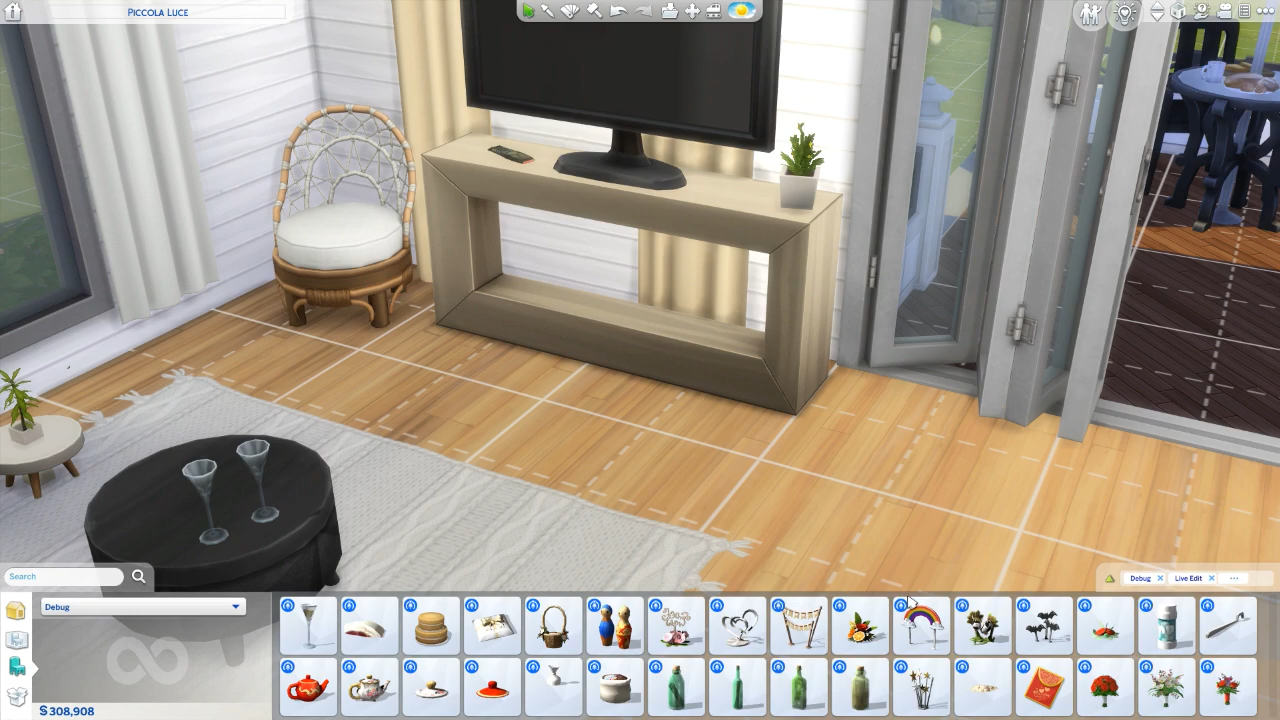 PICCOLA LUCE
Search
Debug
Live Edit
Debug
$308,908